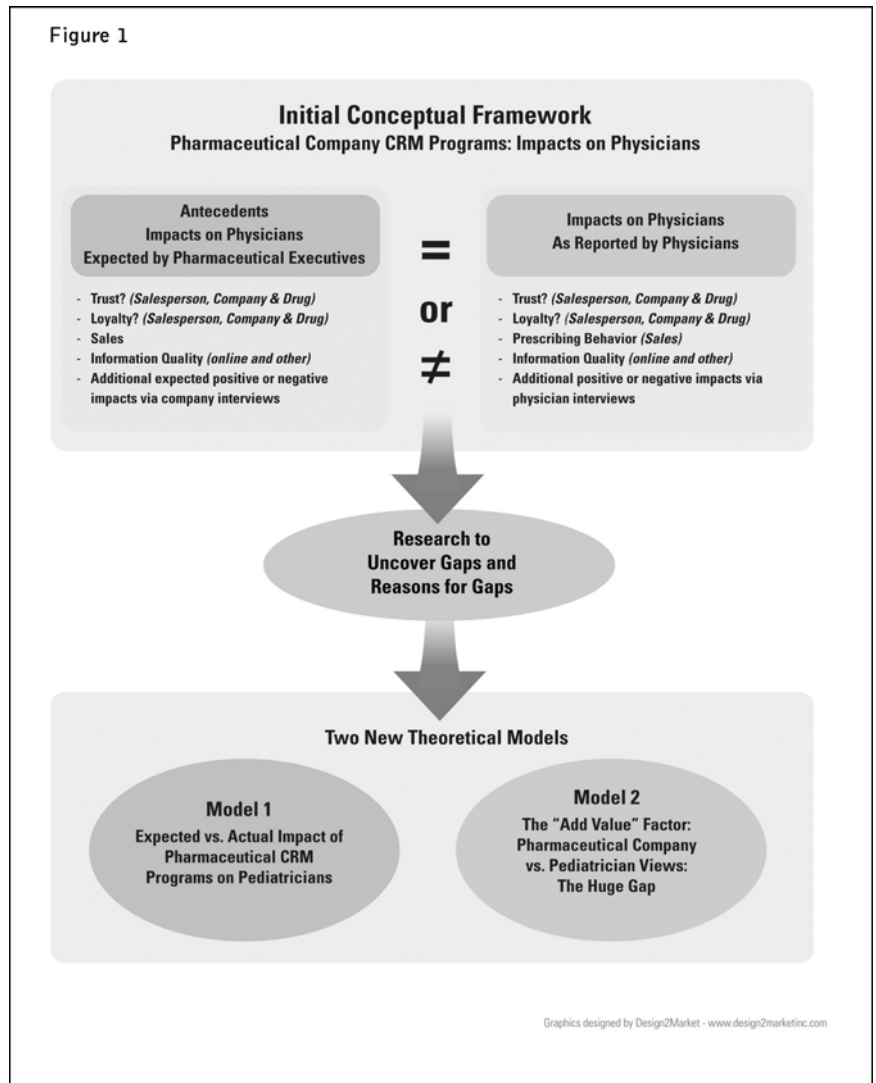 Figure 1
Initial Conceptual Framework
Pharmaceutical Company CRM Programs: Impacts on Physicians
Antecedents
Impacts on Physicians
Expected by Pharmaceutical Executives
- Trust? (Salesperson, Company & Drug)
- Loyalty? (Salesperson, Company & Drug)
- Sales
- Information Quality (online and other)
- Additional expected positive or negative
impacts via company interviews
=
or
≠
Impacts on Physicians
As Reported by Physicians
- Trust? (Salesperson, Company & Drug)
- Loyalty? (Salesperson, Company & Drug)
- Prescribing Behavior (Sales)
- Information Quality (online and other)
- Additional positive or negative impacts via
physician interviews
Research to
Uncover Gaps and
Reasons for Gaps
Two New Theoretical Models
Model 1
Expected vs. Actual Impact of
Pharmaceutical CRM
Programs on Pediatricians
Model 2
The “Add Value” Factor:
Pharmaceutical Company
vs. Pediatrician Views:
The Huge Gap
Graphics designed by Design2Market - www.design2marketinc.com